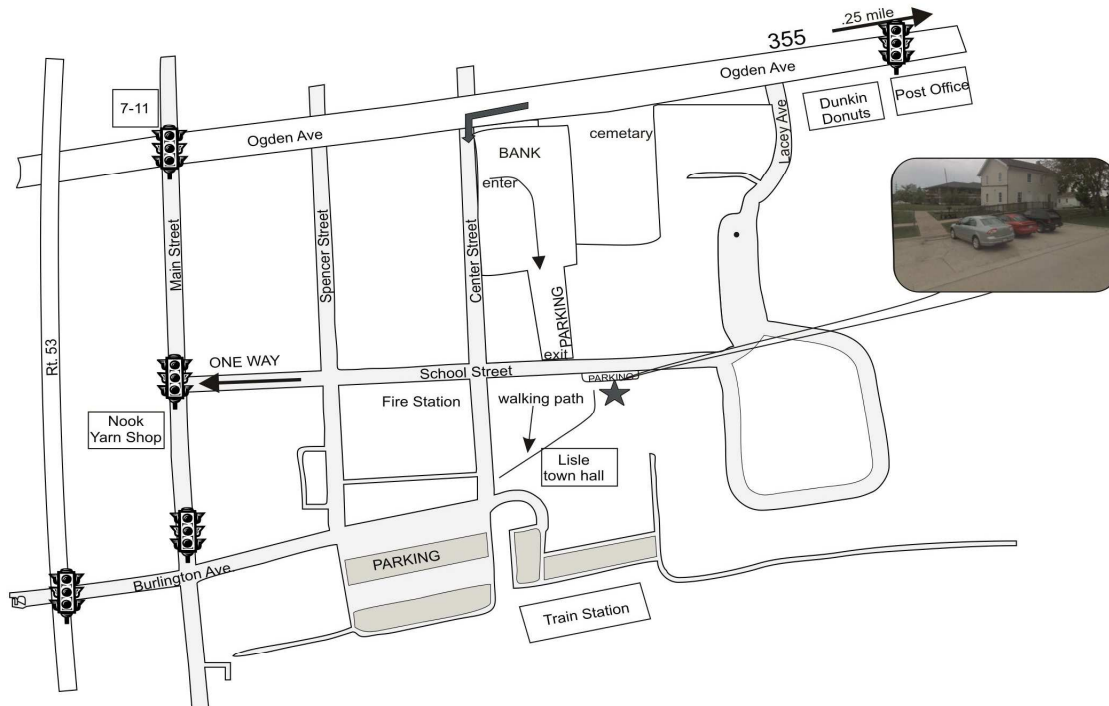 .25 mile
355
Ogden Ave
7-11
Ogden Ave
Dunkin
Donuts
Post Office
cemetary
BANK
enter
Lacey Ave
Main Street
Spencer Street
Center Street
PARKING
exit
Rt. 53
ONE WAY
School Street
PARKING
Fire Station
walking path
Nook
Yarn Shop
Lisle
town hall
PARKING
Burlington Ave
Train Station